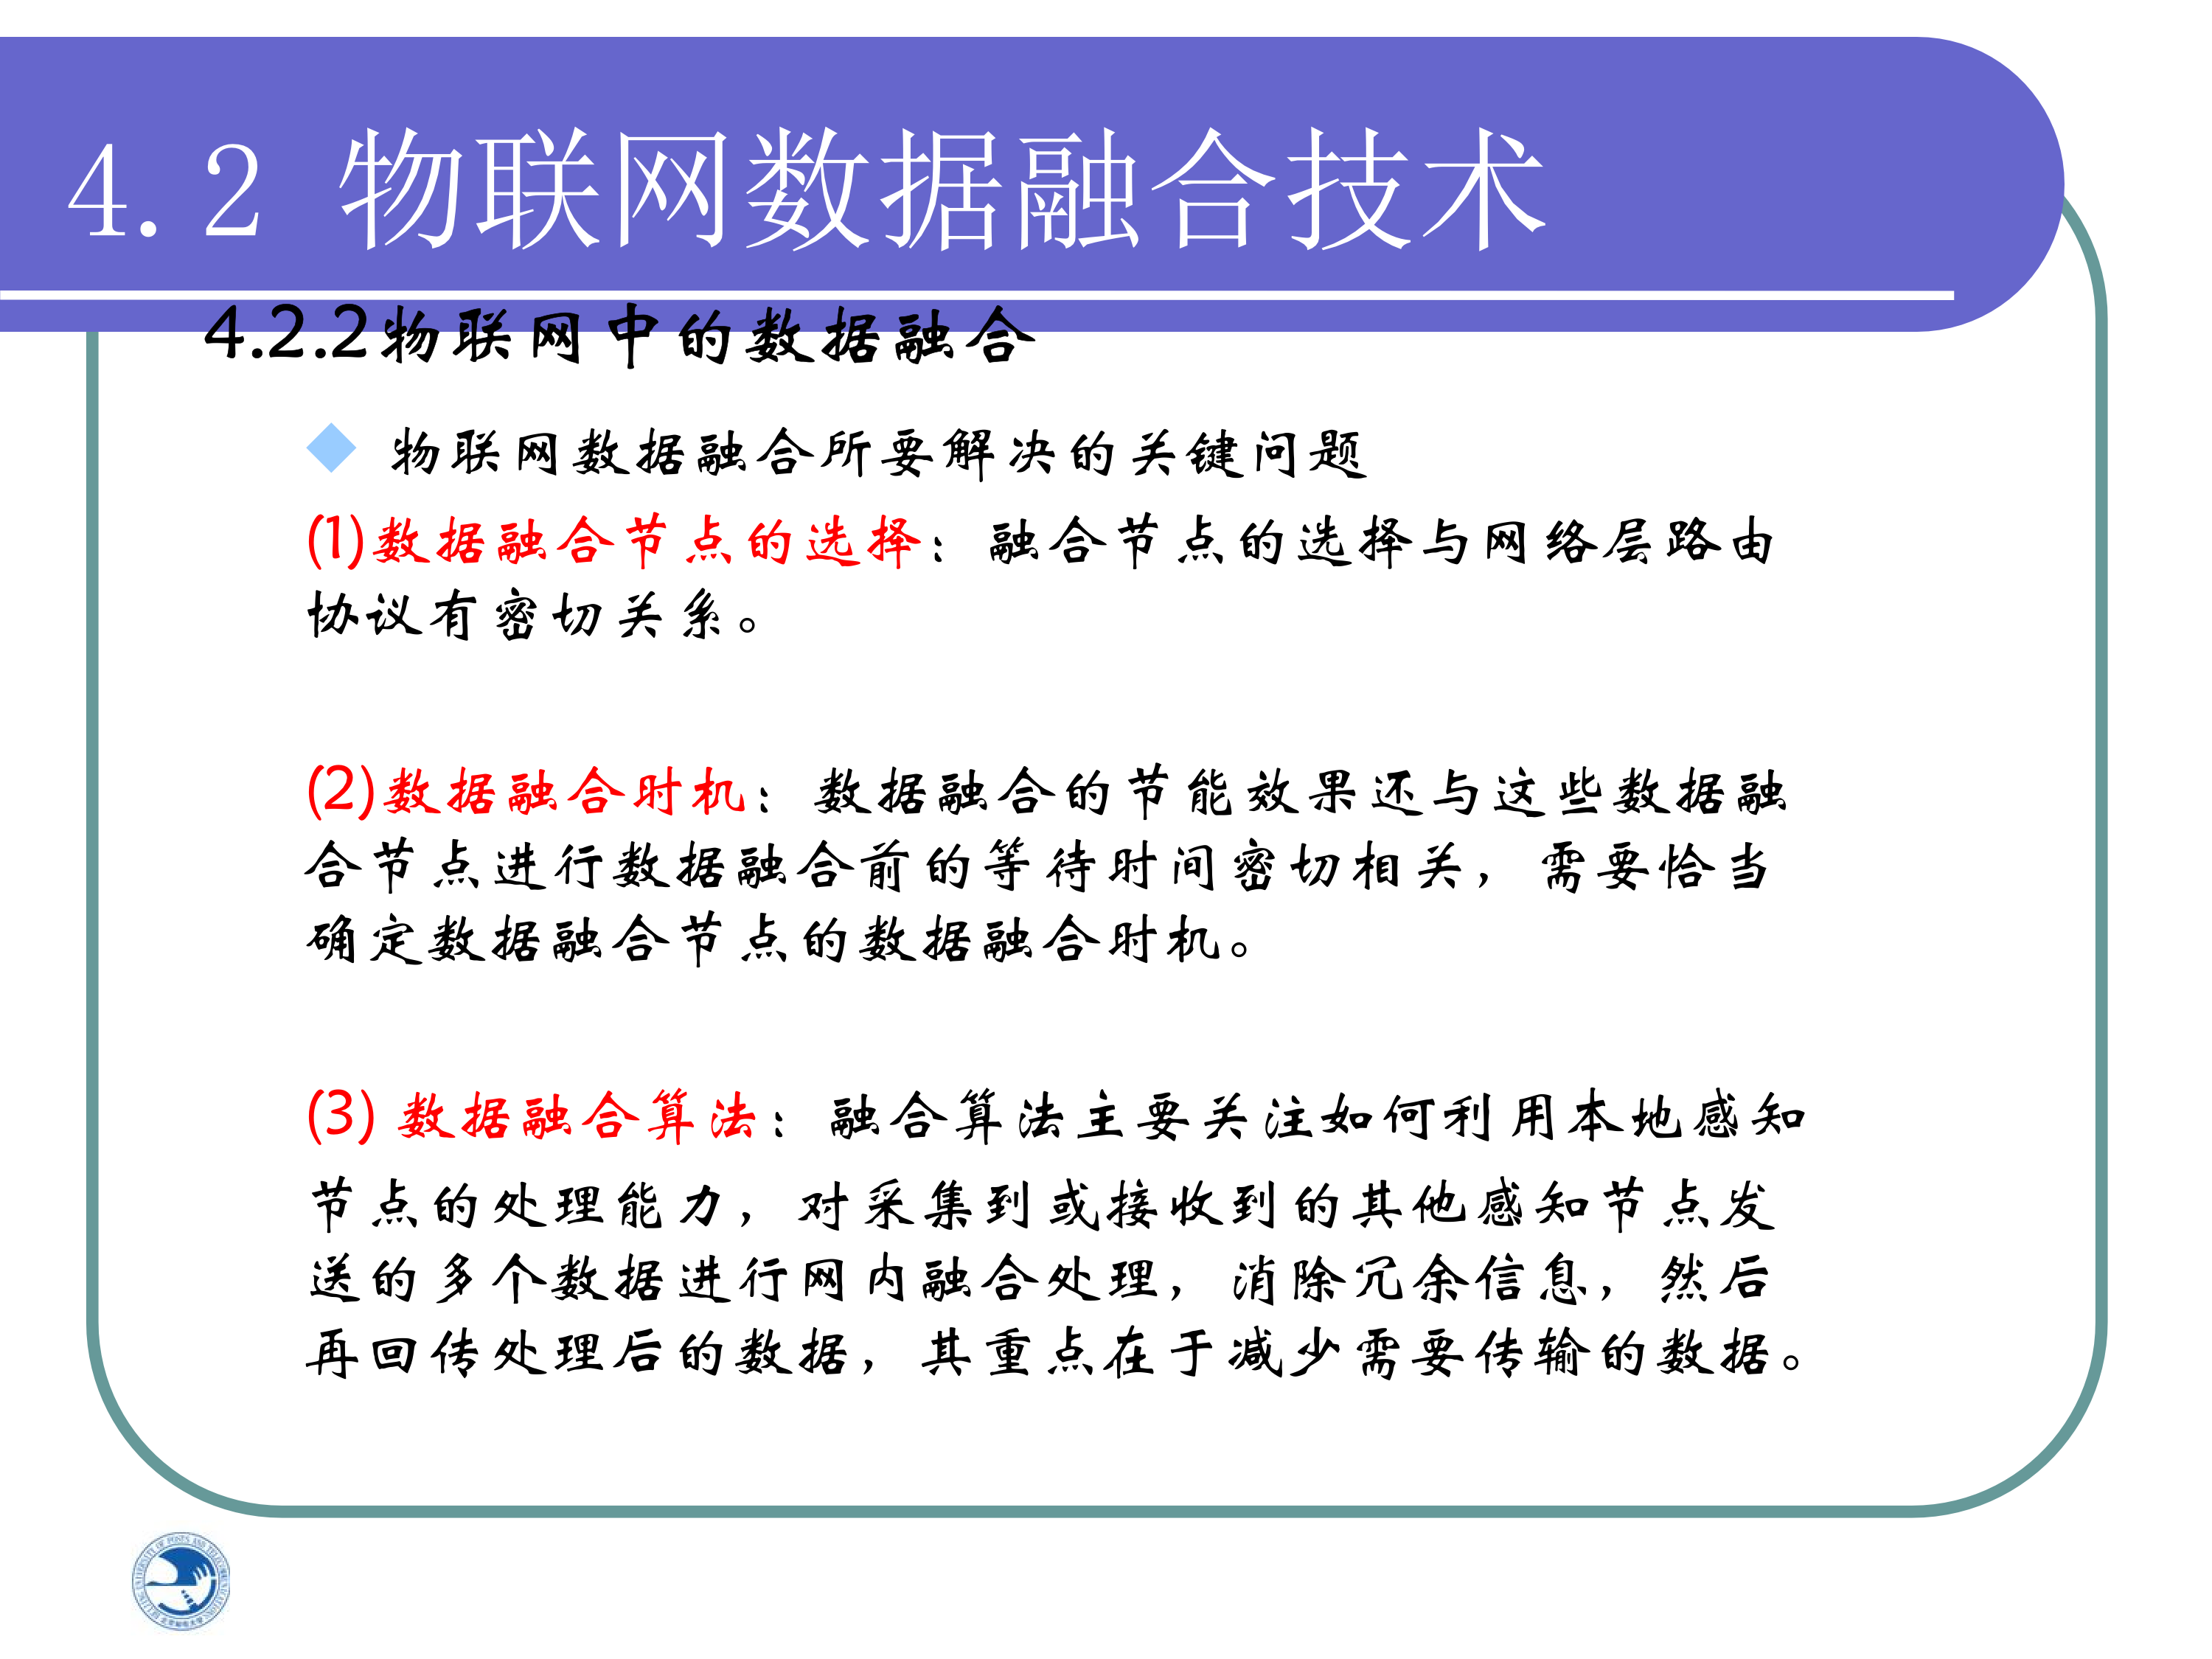 4.2 物联网数据融合技术
4.2.2物联网中的数据融合
物联网数据融合所要解决的关键问题
(1)数据融合节点的选择：融合节点的选择与网络层路由
协议有密切关系。
(2)数据融合时机：数据融合的节能效果还与这些数据融
合节点进行数据融合前的等待时间密切相关，需要恰当
确定数据融合节点的数据融合时机。
(3) 数据融合算法：融合算法主要关注如何利用本地感知
节点的处理能力，对采集到或接收到的其他感知节点发
送的多个数据进行网内融合处理，消除冗余信息，然后
再回传处理后的数据，其重点在于减少需要传输的数据。